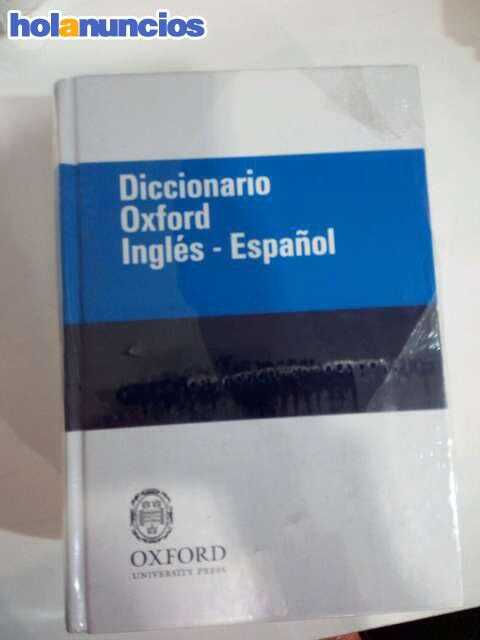 holanuncios
Diccionario
Oxford
Inglés - Español
OXFORD
UNIVERSITY PRESS